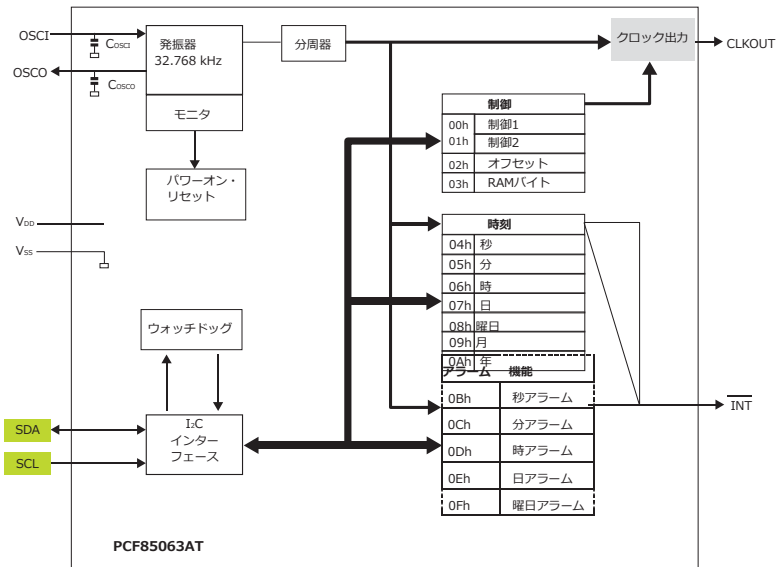 OSCI
COSCI
発振器
32.768 kHz
分周器
クロック出力
CLKOUT
OSCO
COSCO
モニタ
パワーオン・
リセット
制御
00h 制御1
01h 制御2
02h オフセット
03h RAMバイト
VDD
VSS
時刻
04h 秒
05h 分
06h 時
07h 日
08h 曜日
09h 月
0Ah 年
アラーム 機能
0Bh 秒アラーム
0Ch 分アラーム
0Dh 時アラーム
0Eh 日アラーム
0Fh 曜日アラーム
INT
ウォッチドッグ
SDA
SCL
I2C
インター
フェース
PCF85063AT